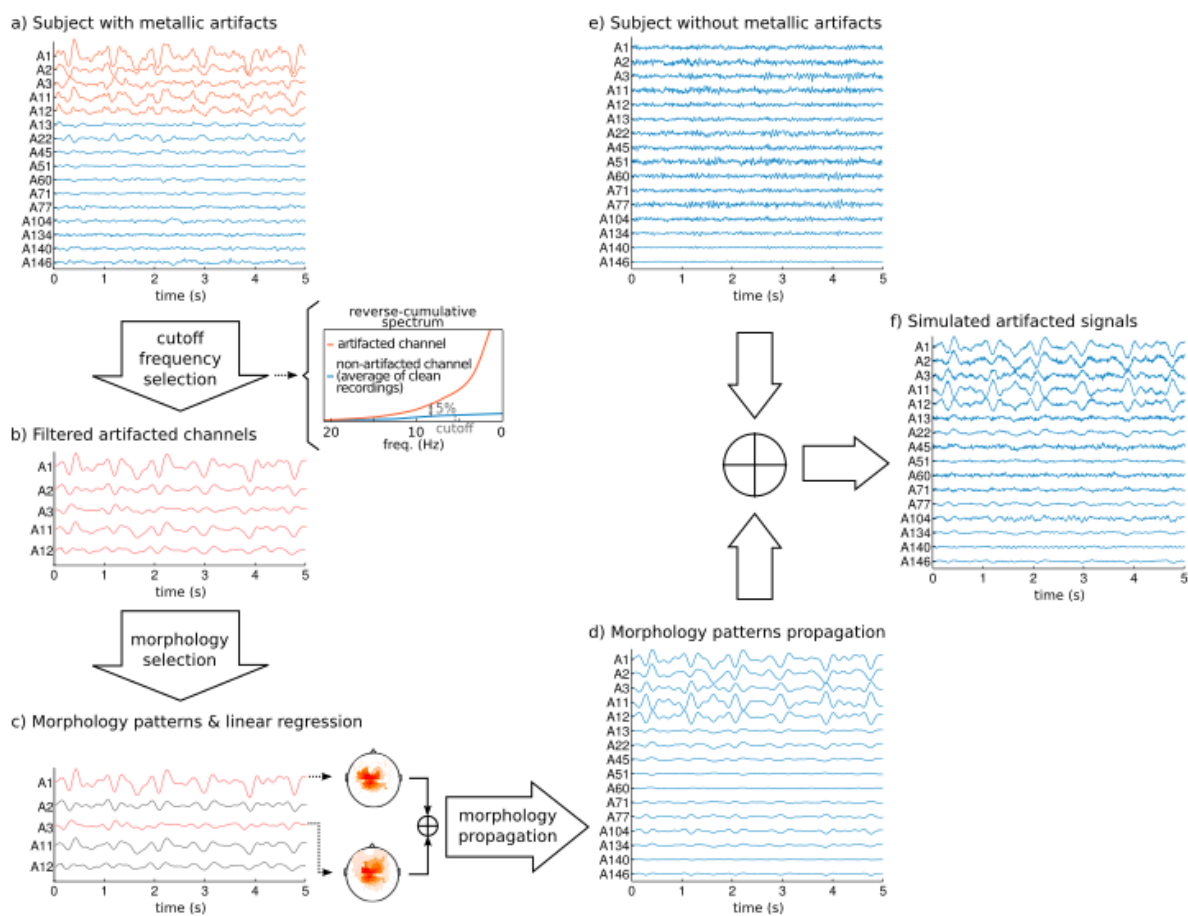 a) Subject with metallic artifacts
A1
A2
A3
A11
A12
A13
A22
A45
A51
A60
A71
A77
A104
A134
A140
A146
0 1 2 3 4 5
time (s)
cutoff
frequency
selection
reverse-cumulative
spectrum
artifacted channel
non-artifacted channel
(average of clean
recordings)
5%
cutoff
20 10 0
freq. (Hz)
b) Filtered artifacted channels
A1
A2
A3
A11
A12
0 1 2 3 4 5
time (s)
morphology
selection
c) Morphology patterns & linear regression
A1
A2
A3
A11
A12
0 1 2 3 4 5
time (s)
morphology
propagation
d) Morphology patterns propagation
A1
A2
A3
A11
A12
A13
A22
A45
A51
A60
A71
A77
A104
A134
A140
A146
0 1 2 3 4 5
time (s)
e) Subject without metallic artifacts
A1
A2
A3
A11
A12
A13
A22
A45
A51
A60
A71
A77
A104
A134
A140
A146
0 1 2 3 4 5
time (s)
f) Simulated artifacted signals
A1
A2
A3
A11
A12
A13
A22
A45
A51
A60
A71
A77
A104
A134
A140
A146
0 1 2 3 4 5
time (s)